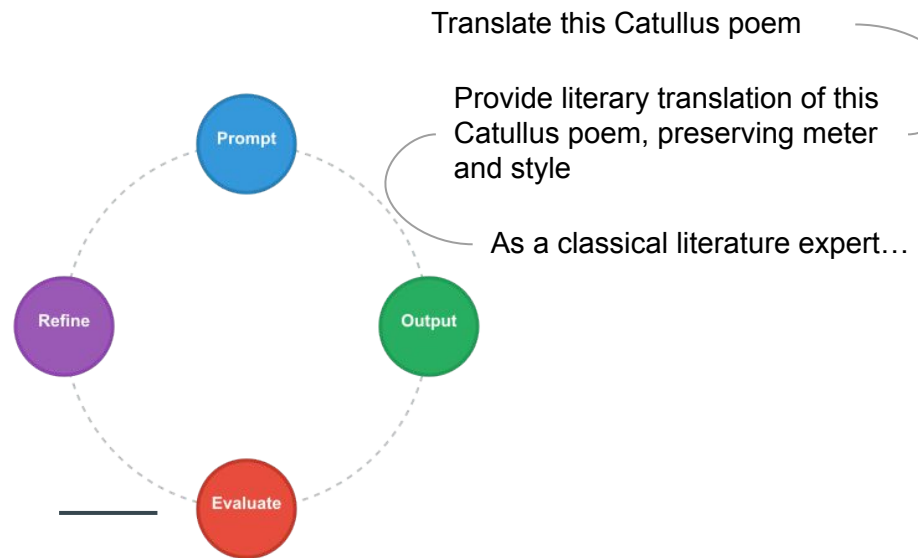 Translate this Catullus poem
Provide literary translation of this
Catullus poem, preserving meter
and style
As a classical literature expert…
Prompt
Output
Evaluate
Refine